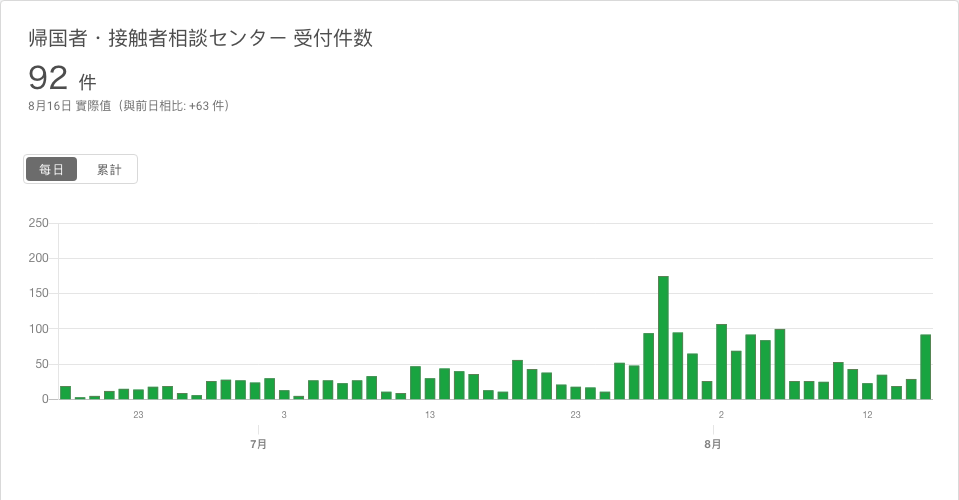 帰国者・接触者相談センター 受付件数
92 件
8月16日 實際値（與前日相比: +63 件）
每日 累計
250
200
150
100
50
0
23 3 13 23 2 12
7月 8月